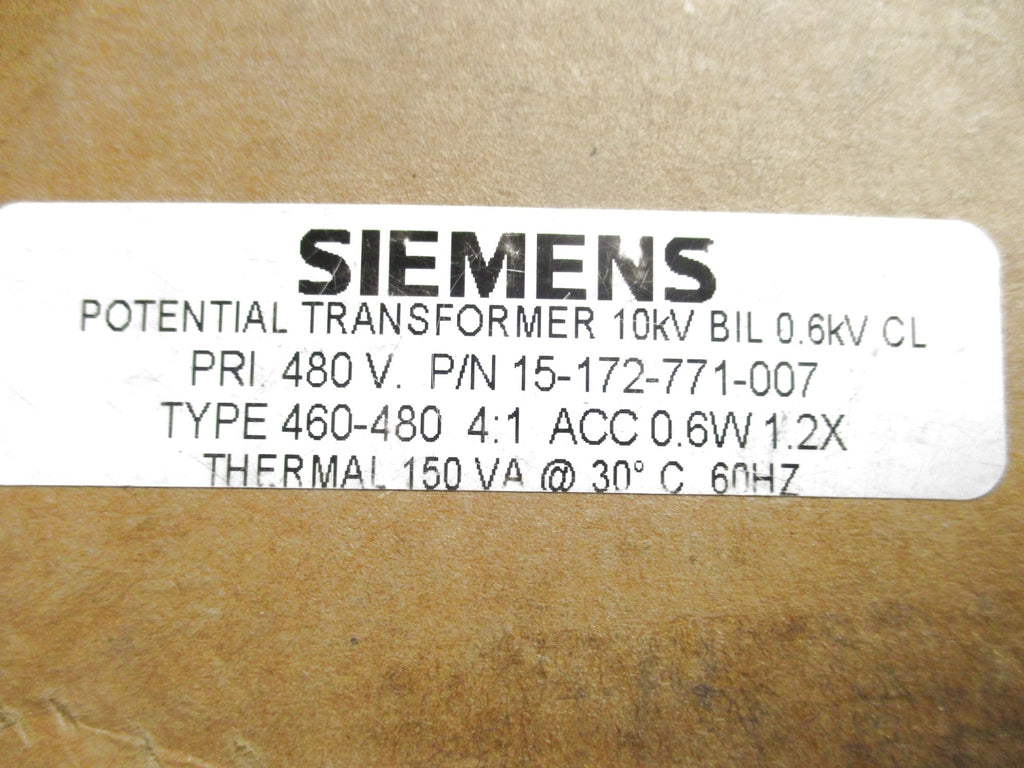 SIEMENS
POTENTIAL TRANSFORMER 10kV BIL 0.6kV CL
PRI. 480 V. P/N 15-172-771-007
TYPE 460-480 4:1 ACC 0.6W 1.2X
THERMAL 150 VA @ 30° C 60HZ